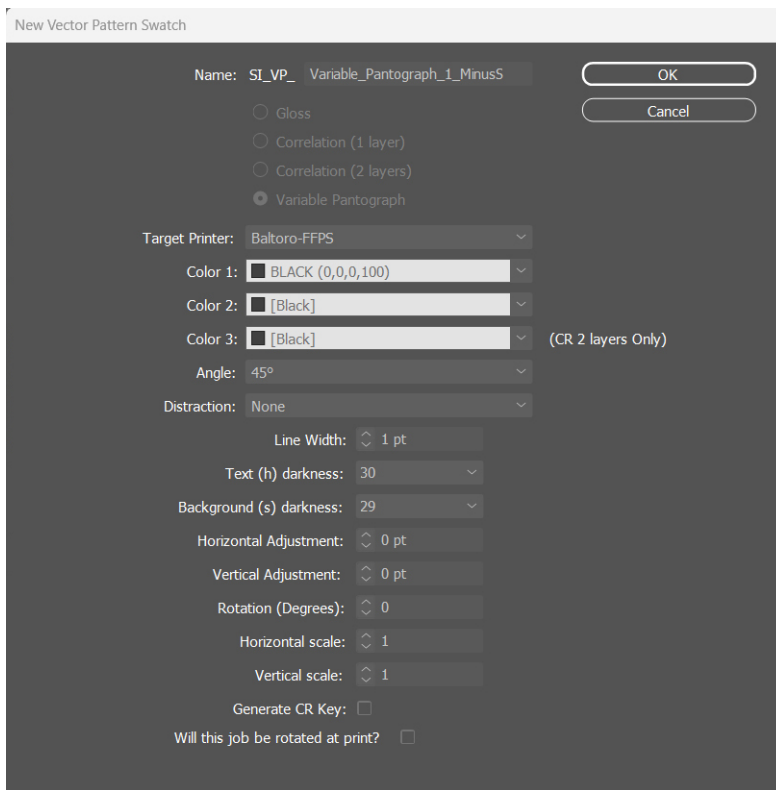 New Vector Pattern Swatch
Name: SI_VP_ Variable_Pantograph_1_MinusS
OK
Cancel
Gloss
Correlation (1 layer)
Correlation (2 layers)
Variable Pantograph
Target Printer: Baltoro-FFPS
Color 1: BLACK (0,0,0,100)
Color 2: [Black]
Color 3: [Black] (CR 2 layers Only)
Angle: 45°
Distraction: None
Line Width: 1 pt
Text (h) darkness: 30
Background (s) darkness: 29
Horizontal Adjustment: 0 pt
Vertical Adjustment: 0 pt
Rotation (Degrees): 0
Horizontal scale: 1
Vertical scale: 1
Generate CR Key:
Will this job be rotated at print?